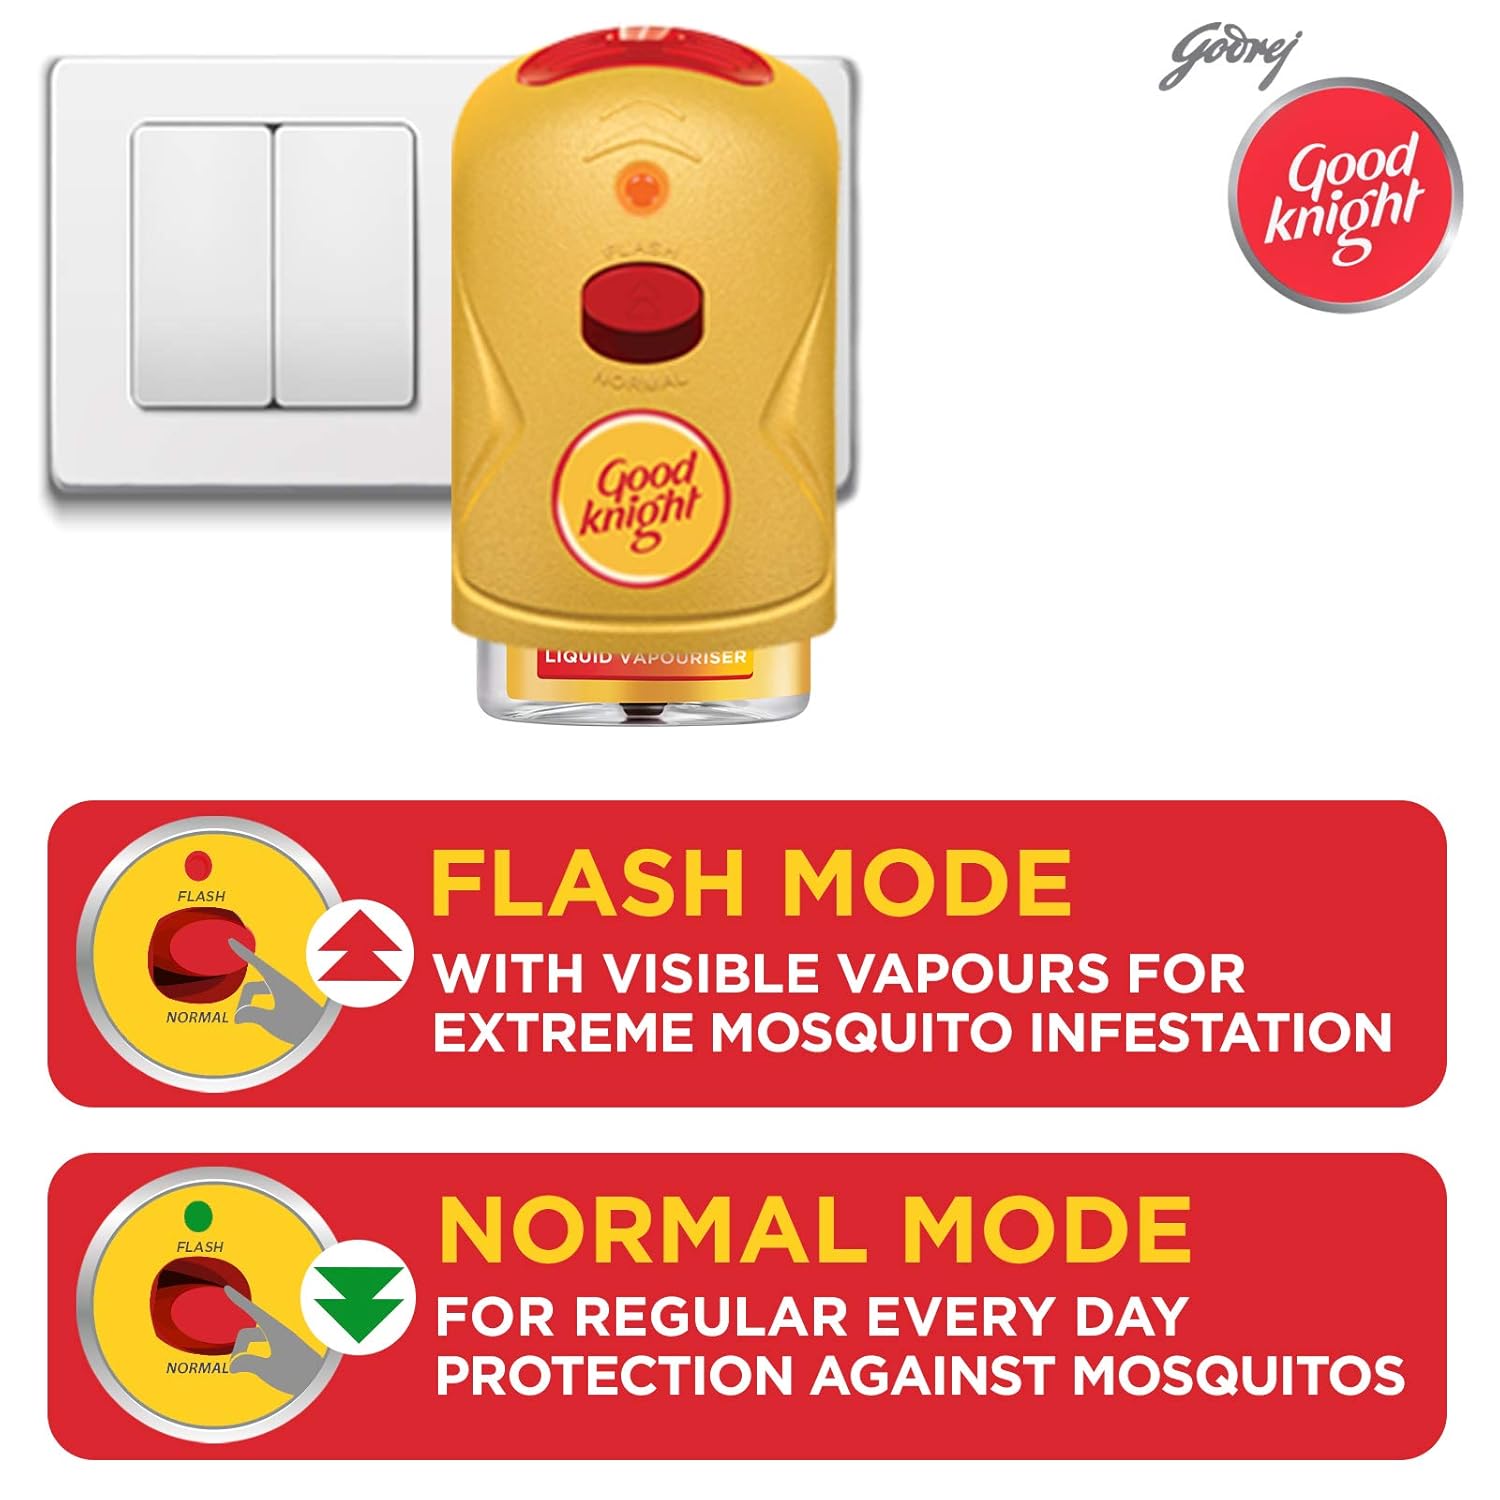 Godrej
Good
knight
FLASH
NORMAL
Good
knight
LIQUID VAPOURISER
FLASH
NORMAL
FLASH MODE
WITH VISIBLE VAPOURS FOR
EXTREME MOSQUITO INFESTATION
FLASH
NORMAL
NORMAL MODE
FOR REGULAR EVERY DAY
PROTECTION AGAINST MOSQUITOS